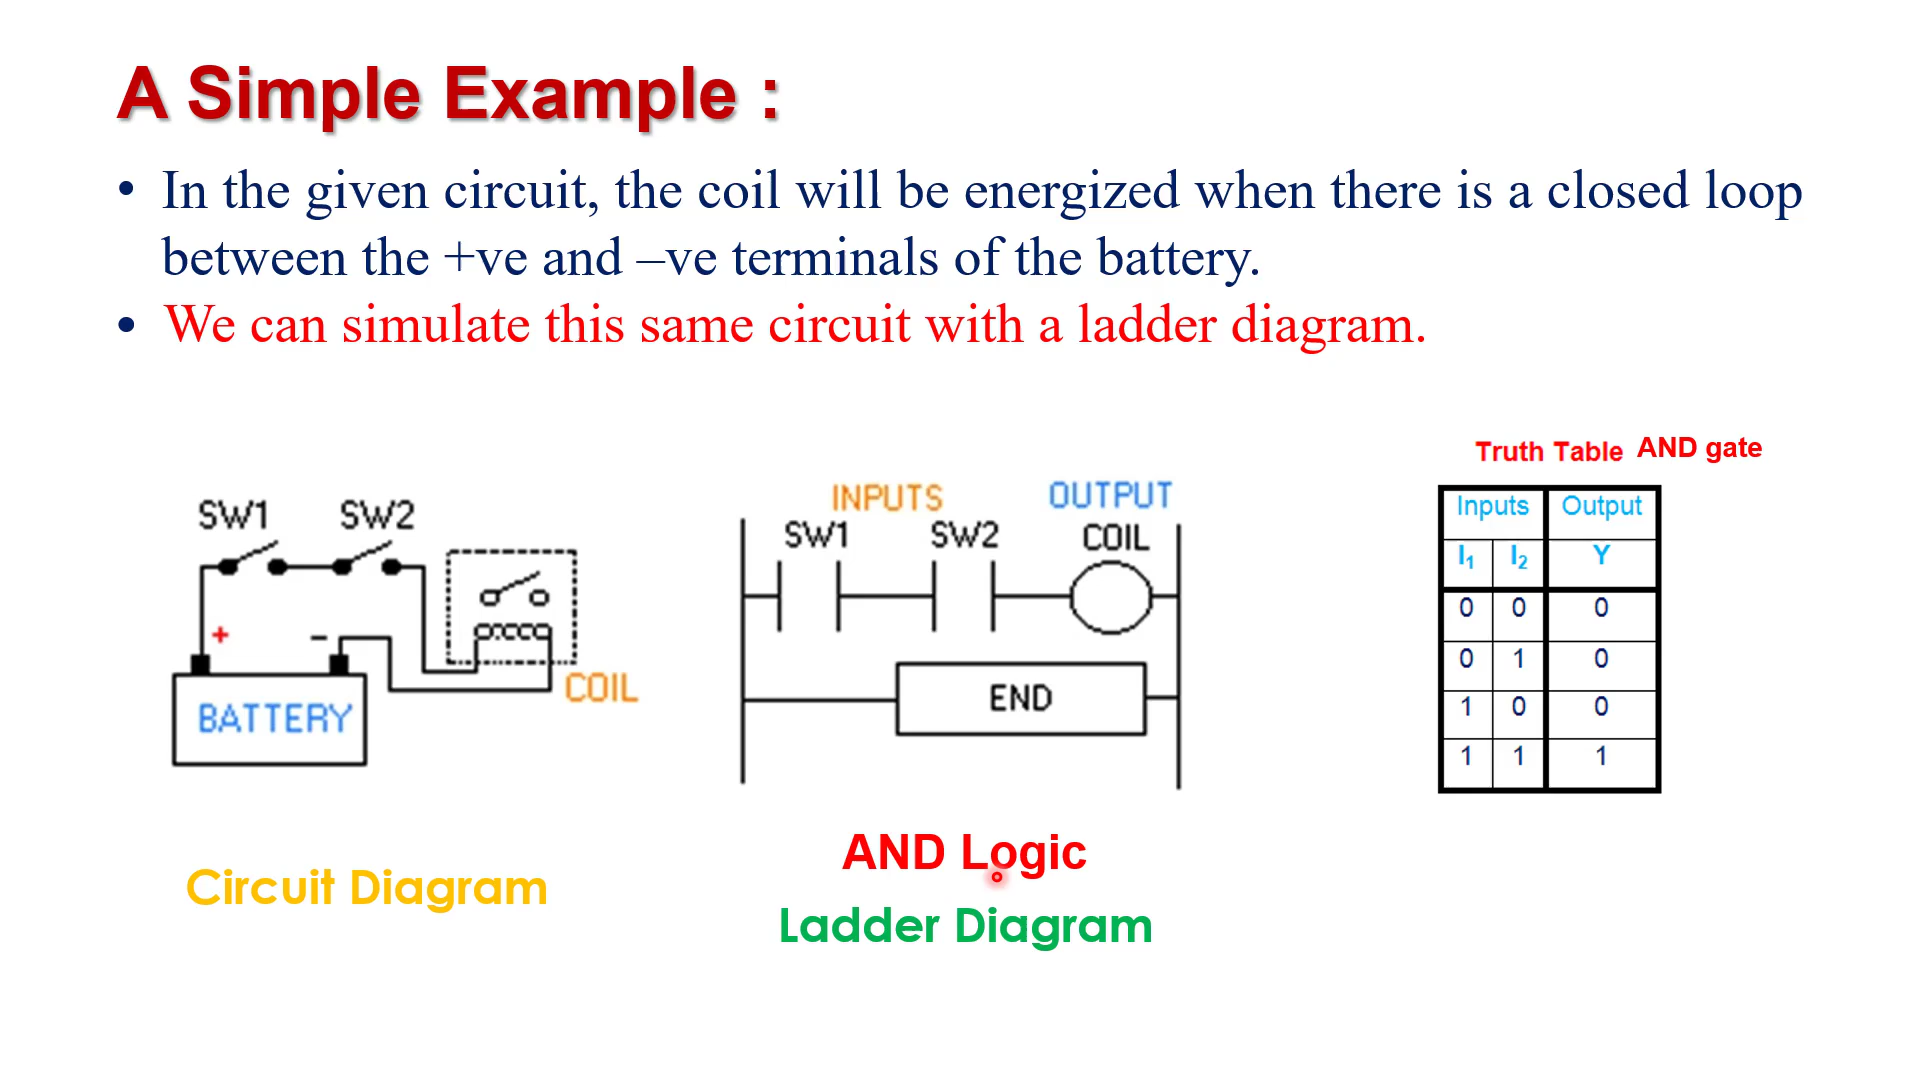 A Simple Example :
• In the given circuit, the coil will be energized when there is a closed loop
between the +ve and –ve terminals of the battery.
• We can simulate this same circuit with a ladder diagram.
SW1 SW2
+ –
BATTERY
COIL
Circuit Diagram
INPUTS OUTPUT
SW1 SW2 COIL
END
AND Logic
Ladder Diagram
Truth Table AND gate
Inputs Output
I₁ I₂ Y
0 0 0
0 1 0
1 0 0
1 1 1